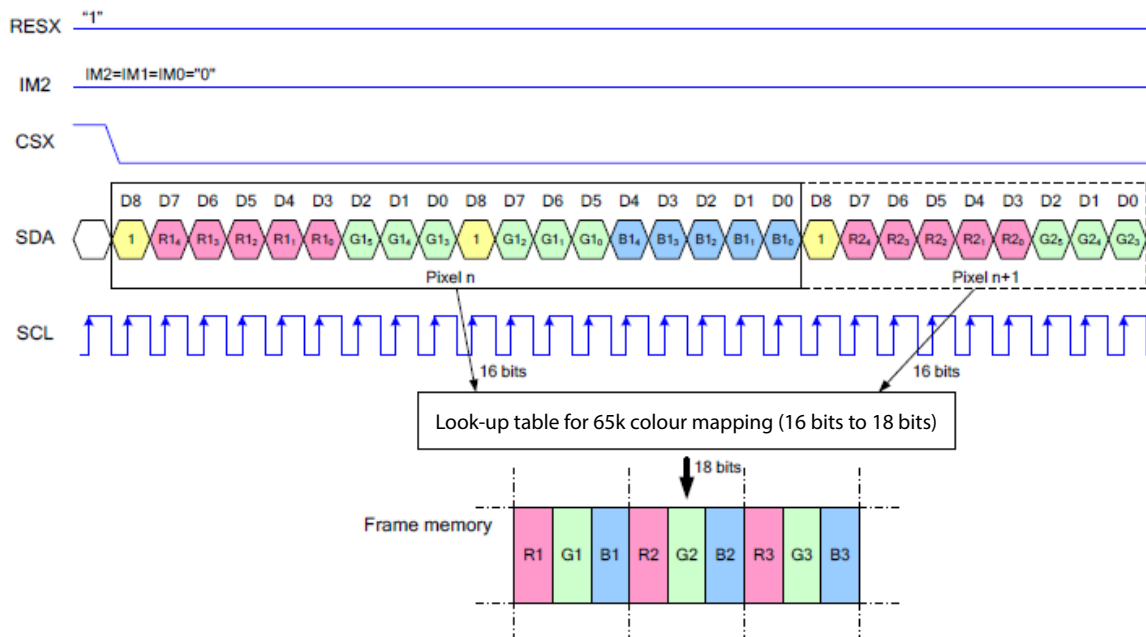 RESX "1"
IM2 IM2=IM1=IM0="0"
CSX
D8 D7 D6 D5 D4 D3 D2 D1 D0 D8 D7 D6 D5 D4 D3 D2 D1 D0 D8 D7 D6 D5 D4 D3 D2 D1 D0
SDA 1 R1₄ R1₃ R1₂ R1₁ R1₀ G1₅ G1₄ G1₃ 1 G1₂ G1₁ G1₀ B1₄ B1₃ B1₂ B1₁ B1₀ 1 R2₄ R2₃ R2₂ R2₁ R2₀ G2₅ G2₄ G2₃
Pixel n Pixel n+1
SCL
16 bits 16 bits
Look-up table for 65k colour mapping (16 bits to 18 bits)
18 bits
Frame memory
R1 G1 B1 R2 G2 B2 R3 G3 B3